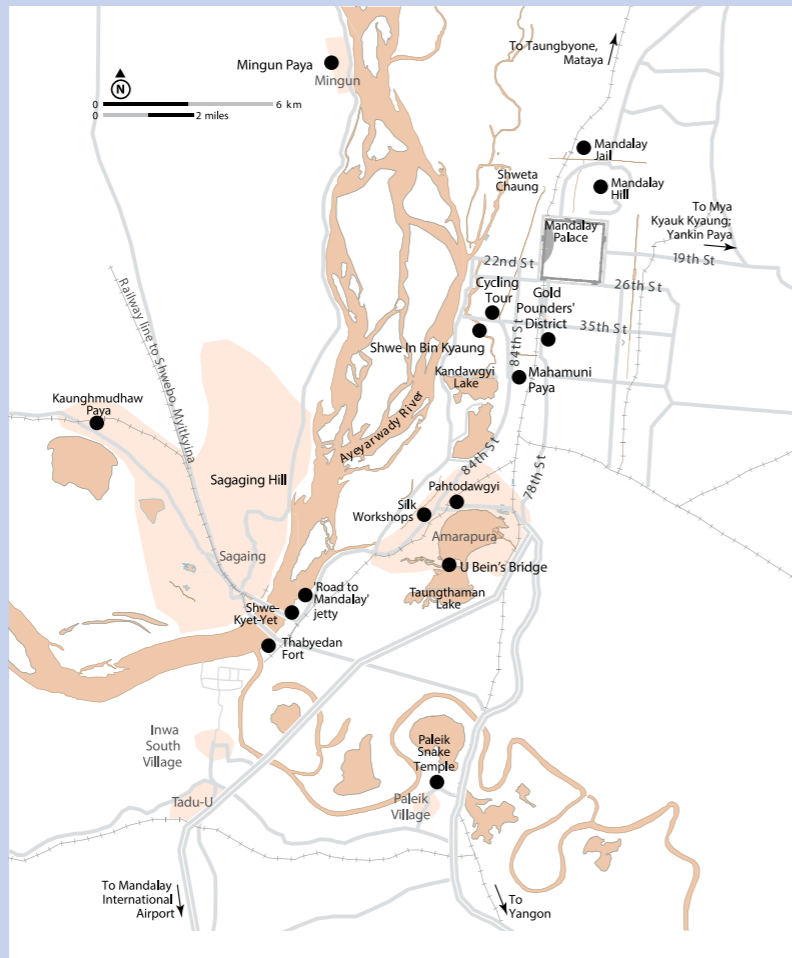 To Taungbyone,
Mataya
Mingun Paya
Mingun
N
0
6 km
0
2 miles
Mandalay
Jail
Shweta
Chaung
Mandalay
Hill
To Mya
Kyauk Kyaung;
Yankin Paya
Mandalay
Palace
19th St
22nd St
26th St
Cycling
Tour
Gold
Pounders'
District
35th St
Railway line to Shwebo, Myitkyina
84th St
Shwe In Bin Kyaung
Kandawgyi
Lake
Mahamuni
Paya
Kaunghmudhaw
Paya
Ayeyarwady River
Sagaging Hill
84th St
78th St
Pahtodawgyi
Silk
Workshops
Amarapura
Sagaing
U Bein's Bridge
'Road to
Mandalay'
jetty
Taungthaman
Lake
Shwe-
Kyet-Yet
Thabyedan
Fort
Inwa
South
Village
Paleik
Snake
Temple
Tadu-U
Paleik
Village
To Mandalay
International
Airport
To
Yangon